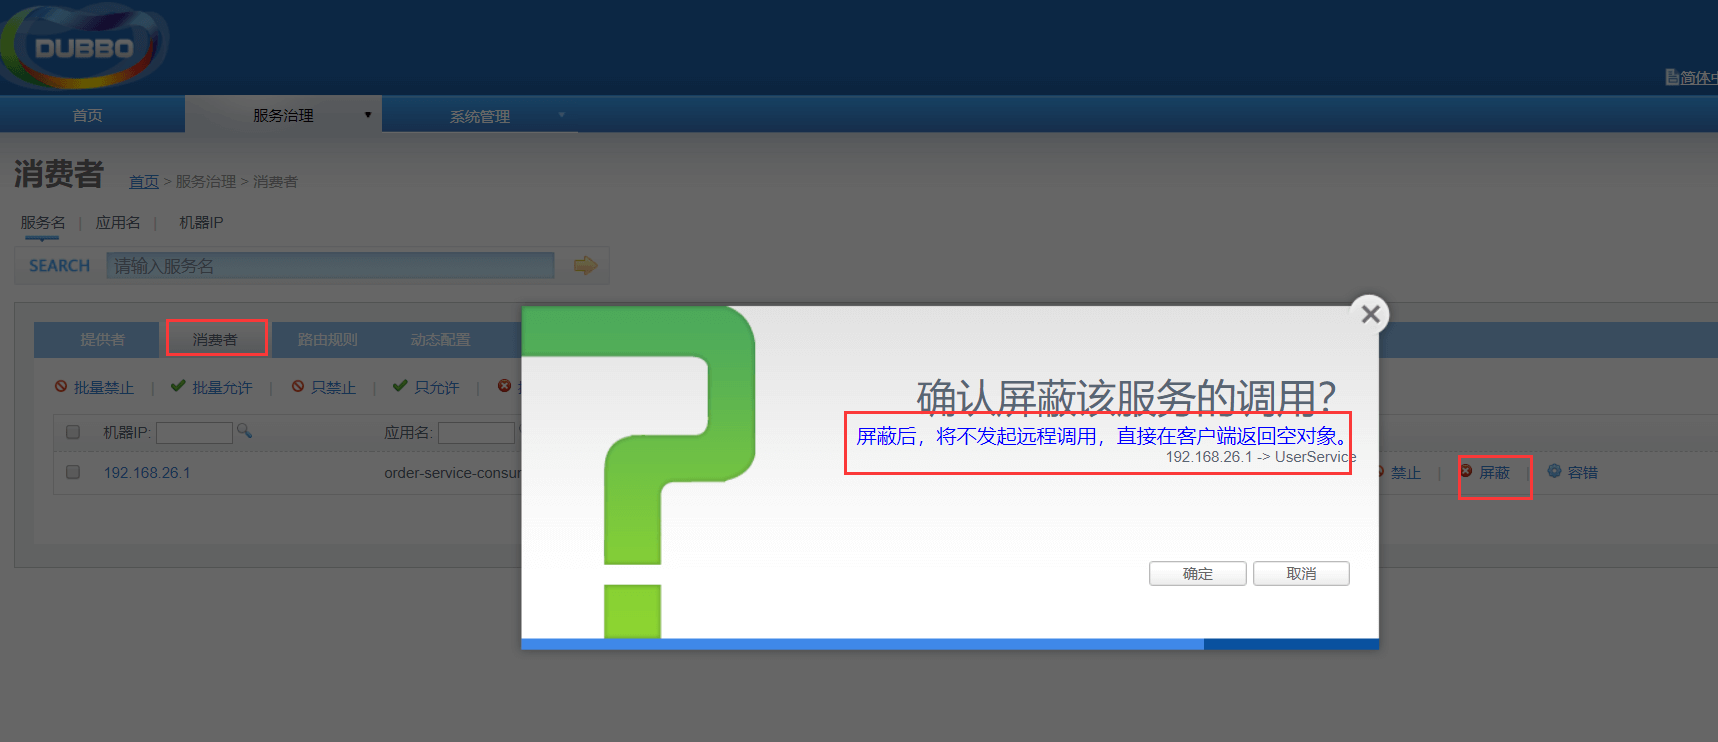 DUBBO
简体中
首页 服务治理 系统管理
消费者 首页 > 服务治理 > 消费者
服务名 | 应用名 | 机器IP
SEARCH 请输入服务名
提供者 消费者 路由规则 动态配置
批量禁止 | 批量允许 | 只禁止 | 只允许 |
机器IP: 应用名:
192.168.26.1 order-service-consu 禁止 | 屏蔽 | 容错
确认屏蔽该服务的调用?
屏蔽后，将不发起远程调用，直接在客户端返回空对象。
192.168.26.1 -> UserService
确定 取消